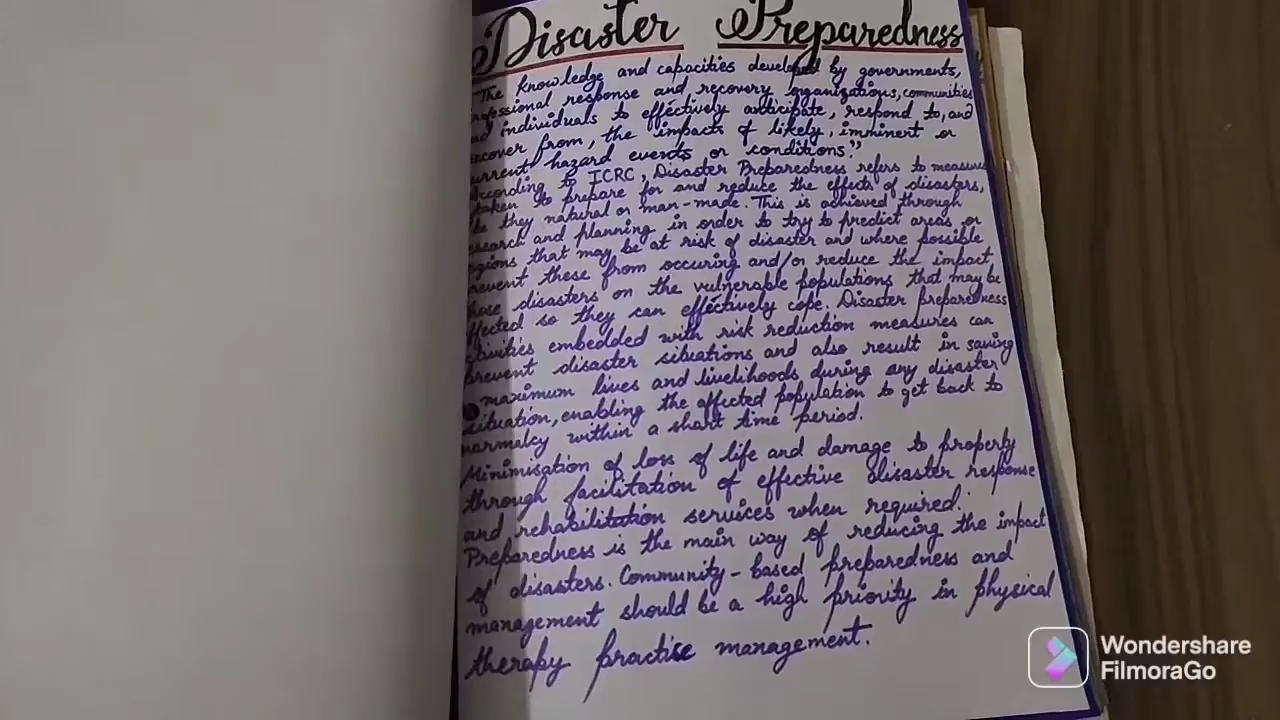 Disaster Preparedness
"The knowledge and capacities developed by governments,
professional response and recovery organizations, communities
and individuals to effectively anticipate, respond to, and
recover from, the impacts of likely, imminent or
current hazard events or conditions."
According to ICRC, Disaster Preparedness refers to measures
taken to prepare for and reduce the effects of disasters,
be they natural or man-made. This is achieved through
research and planning in order to try to predict areas or
regions that may be at risk of disaster and where possible
prevent these from occuring and/or reduce the impact
those disasters on the vulnerable populations that may be
affected so they can effectively cope. Disaster preparedness
activities embedded with risk reduction measures can
prevent disaster situations and also result in saving
maximum lives and livelihoods during any disaster
situation, enabling the affected population to get back to
normalcy within a short time period.
Minimisation of loss of life and damage to property
through facilitation of effective disaster response
and rehabilitation services when required.
Preparedness is the main way of reducing the impact
of disasters. Community-based preparedness and
management should be a high priority in physical
therapy practice management.
Wondershare
FilmoraGo